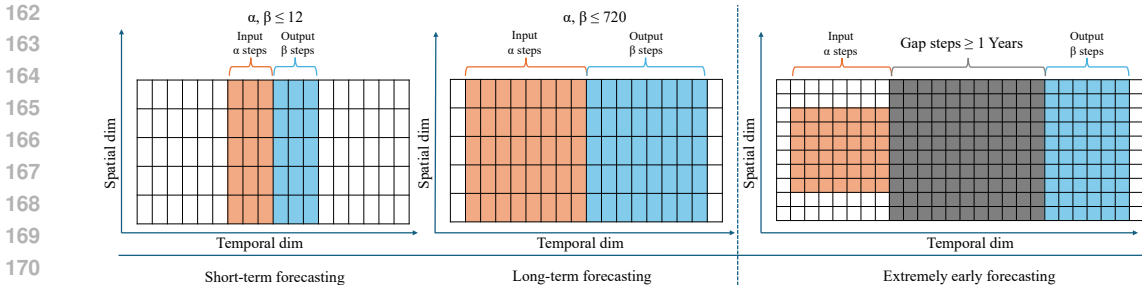 162
163
164
165
166
167
168
169
170
α, β ≤ 12
Input
α steps
Output
β steps
Spatial dim
Temporal dim
Short-term forecasting
α, β ≤ 720
Input
α steps
Output
β steps
Spatial dim
Temporal dim
Long-term forecasting
Input
α steps
Gap steps ≥ 1 Years
Output
β steps
Spatial dim
Temporal dim
Extremely early forecasting